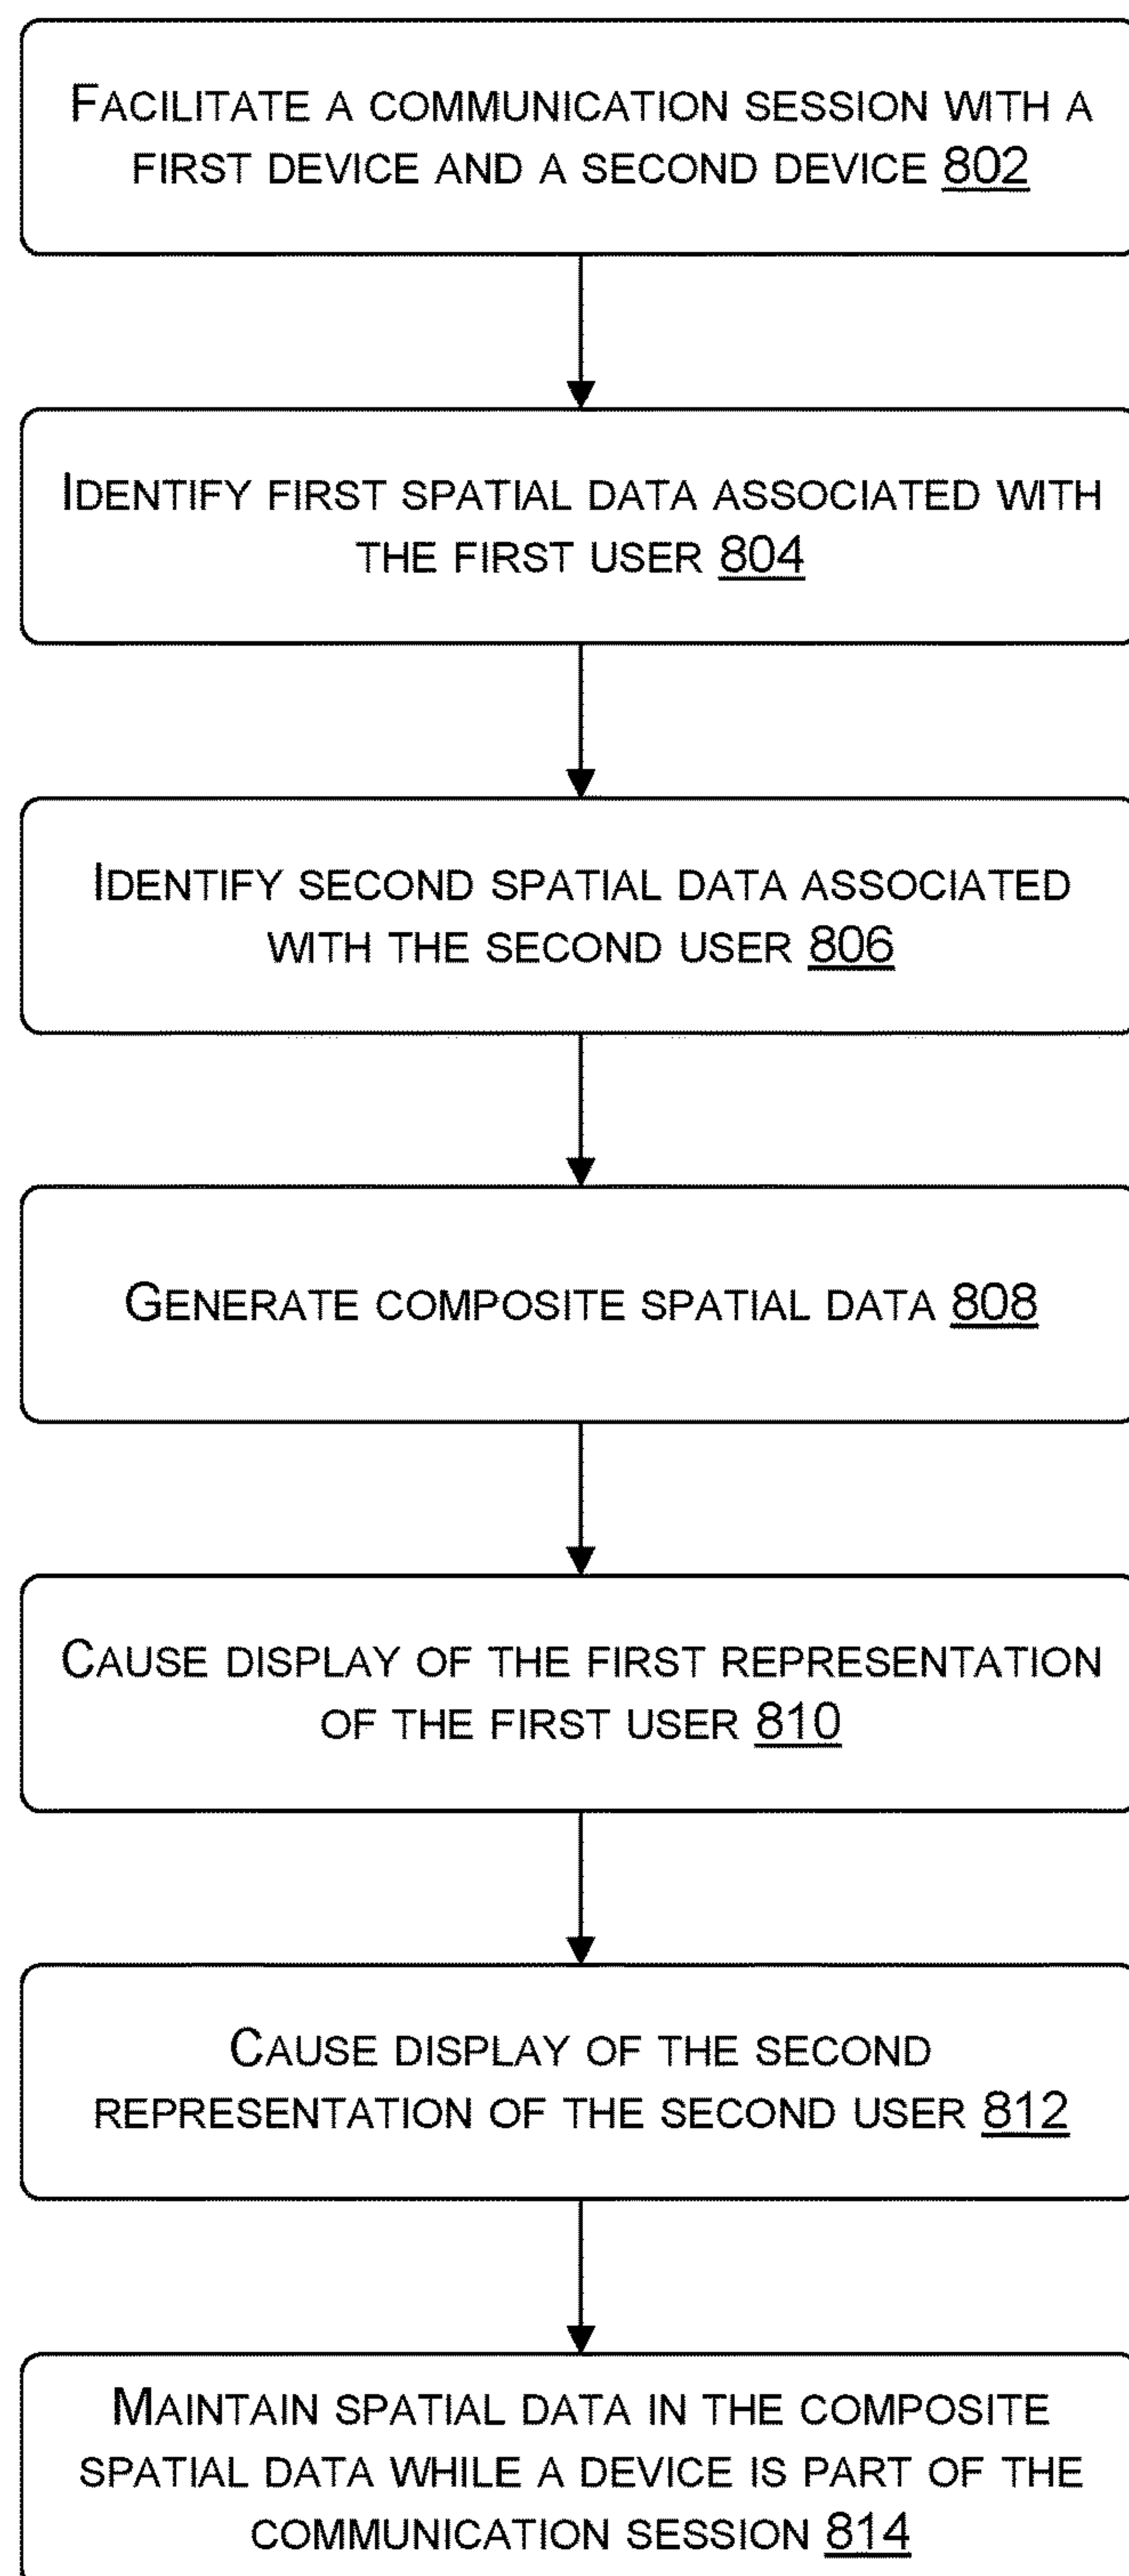 FACILITATE A COMMUNICATION SESSION WITH A
FIRST DEVICE AND A SECOND DEVICE 802
IDENTIFY FIRST SPATIAL DATA ASSOCIATED WITH
THE FIRST USER 804
IDENTIFY SECOND SPATIAL DATA ASSOCIATED
WITH THE SECOND USER 806
GENERATE COMPOSITE SPATIAL DATA 808
CAUSE DISPLAY OF THE FIRST REPRESENTATION
OF THE FIRST USER 810
CAUSE DISPLAY OF THE SECOND
REPRESENTATION OF THE SECOND USER 812
MAINTAIN SPATIAL DATA IN THE COMPOSITE
SPATIAL DATA WHILE A DEVICE IS PART OF THE
COMMUNICATION SESSION 814